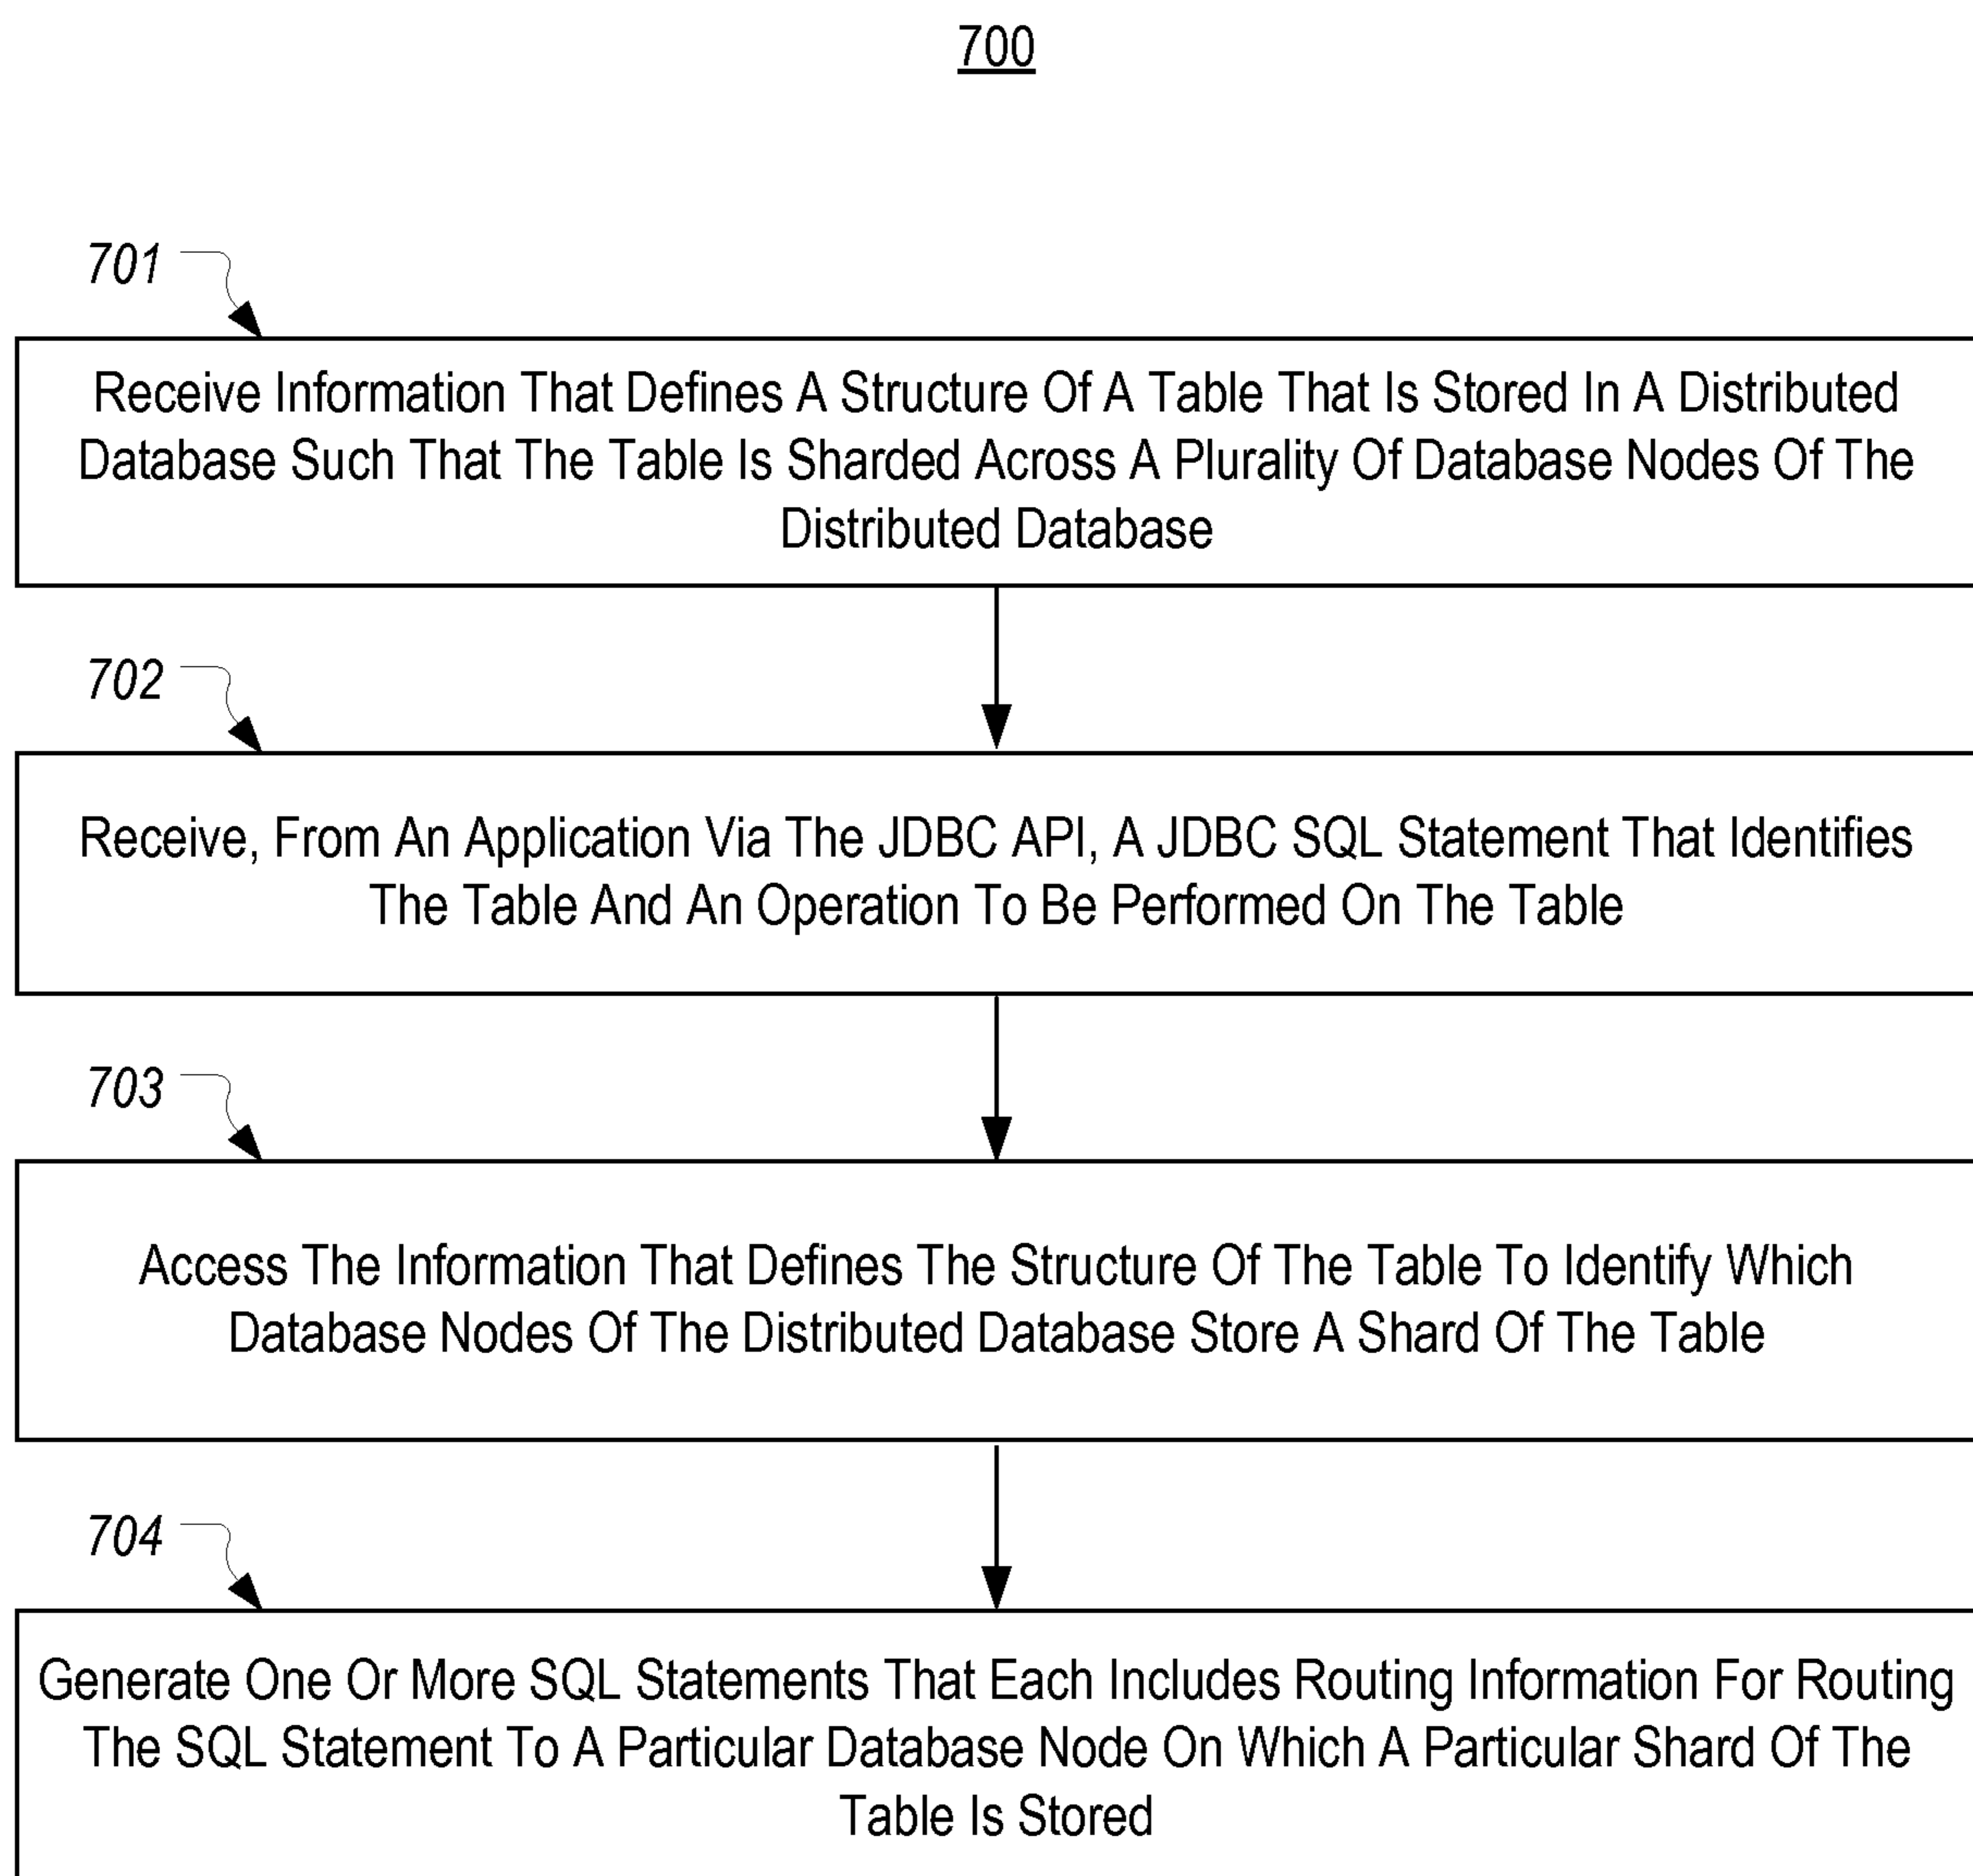 700
701
Receive Information That Defines A Structure Of A Table That Is Stored In A Distributed
Database Such That The Table Is Sharded Across A Plurality Of Database Nodes Of The
Distributed Database
702
Receive, From An Application Via The JDBC API, A JDBC SQL Statement That Identifies
The Table And An Operation To Be Performed On The Table
703
Access The Information That Defines The Structure Of The Table To Identify Which
Database Nodes Of The Distributed Database Store A Shard Of The Table
704
Generate One Or More SQL Statements That Each Includes Routing Information For Routing
The SQL Statement To A Particular Database Node On Which A Particular Shard Of The
Table Is Stored